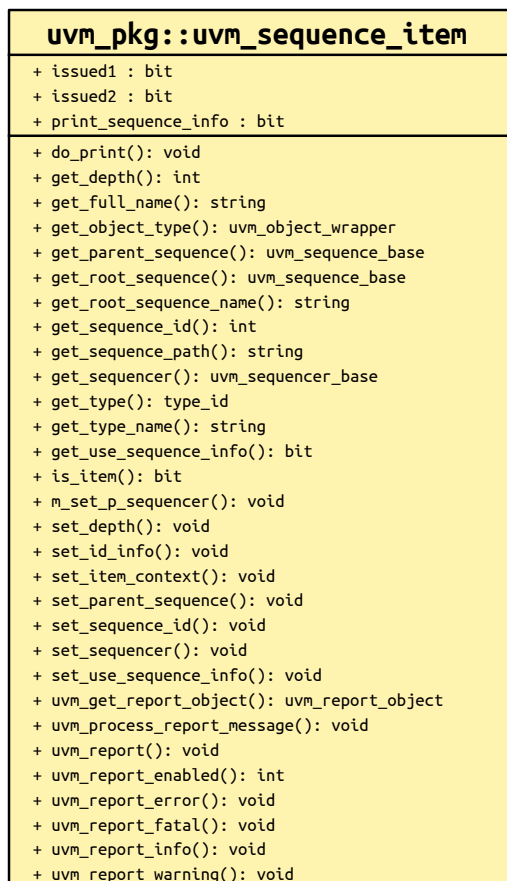 uvm_pkg::uvm_sequence_item
+ issued1 : bit
+ issued2 : bit
+ print_sequence_info : bit
+ do_print(): void
+ get_depth(): int
+ get_full_name(): string
+ get_object_type(): uvm_object_wrapper
+ get_parent_sequence(): uvm_sequence_base
+ get_root_sequence(): uvm_sequence_base
+ get_root_sequence_name(): string
+ get_sequence_id(): int
+ get_sequence_path(): string
+ get_sequencer(): uvm_sequencer_base
+ get_type(): type_id
+ get_type_name(): string
+ get_use_sequence_info(): bit
+ is_item(): bit
+ m_set_p_sequencer(): void
+ set_depth(): void
+ set_id_info(): void
+ set_item_context(): void
+ set_parent_sequence(): void
+ set_sequence_id(): void
+ set_sequencer(): void
+ set_use_sequence_info(): void
+ uvm_get_report_object(): uvm_report_object
+ uvm_process_report_message(): void
+ uvm_report(): void
+ uvm_report_enabled(): int
+ uvm_report_error(): void
+ uvm_report_fatal(): void
+ uvm_report_info(): void
+ uvm_report_warning(): void